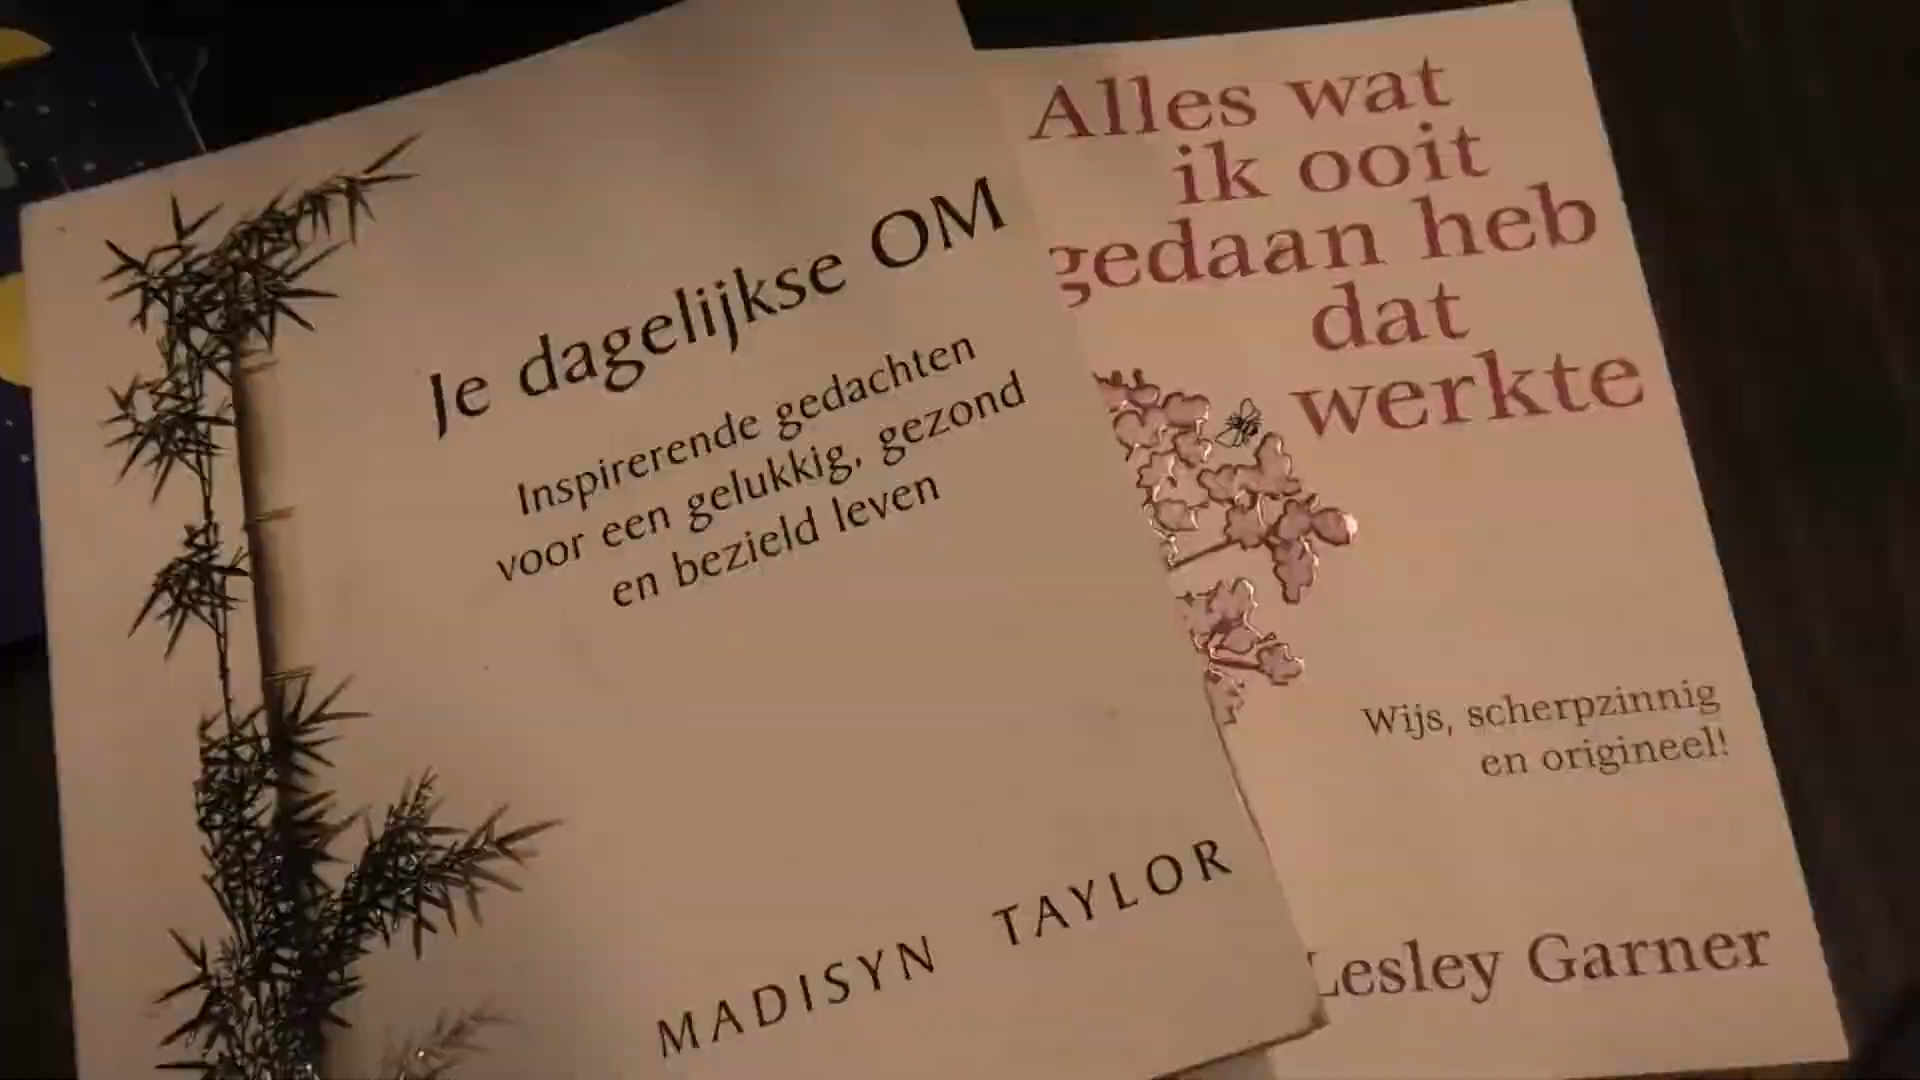 Je dagelijkse OM
Inspirerende gedachten
voor een gelukkig, gezond
en bezield leven
MADISYN TAYLOR
Alles wat
ik ooit
gedaan heb
dat
werkte
Wijs, scherpzinnig
en origineel!
Lesley Garner